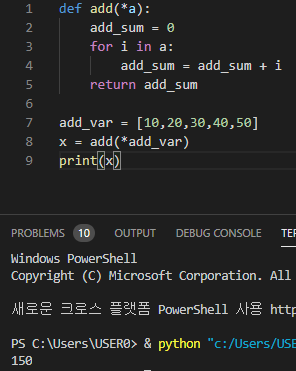 1 def add(*a):
2     add_sum = 0
3     for i in a:
4         add_sum = add_sum + i
5     return add_sum
6
7 add_var = [10,20,30,40,50]
8 x = add(*add_var)
9 print(x)
PROBLEMS 10 OUTPUT DEBUG CONSOLE TE
Windows PowerShell
Copyright (C) Microsoft Corporation. All
새로운 크로스 플랫폼 PowerShell 사용 http
PS C:\Users\USER0> & python "c:/Users/USE
150